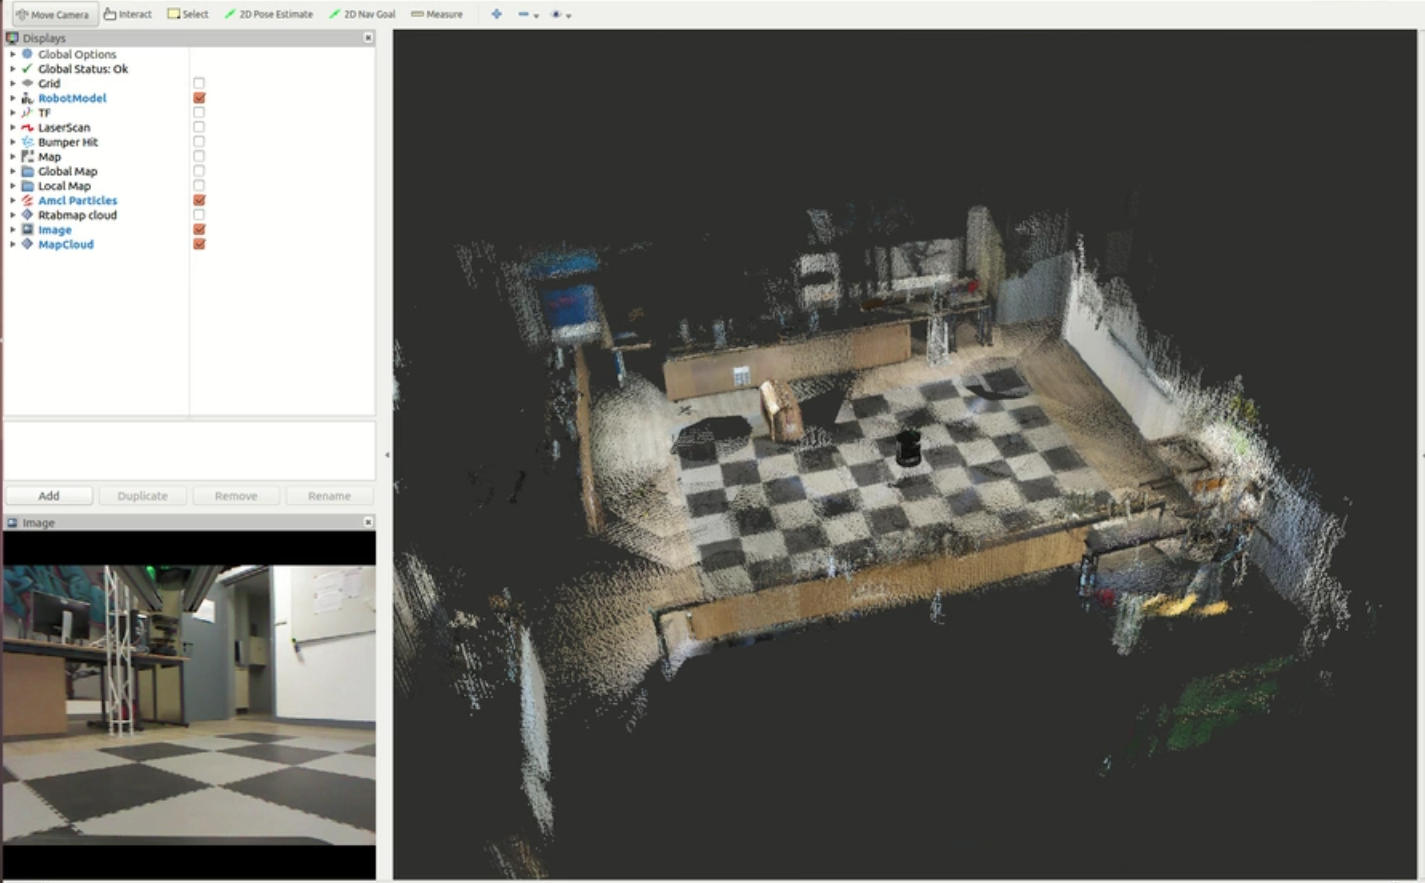 Move Camera Interact Select 2D Pose Estimate 2D Nav Goal Measure
Displays
Global Options
Global Status: Ok
Grid
RobotModel
TF
LaserScan
Bumper Hit
Map
Global Map
Local Map
Amcl Particles
Rtabmap cloud
Image
MapCloud
Add Duplicate Remove Rename
Image